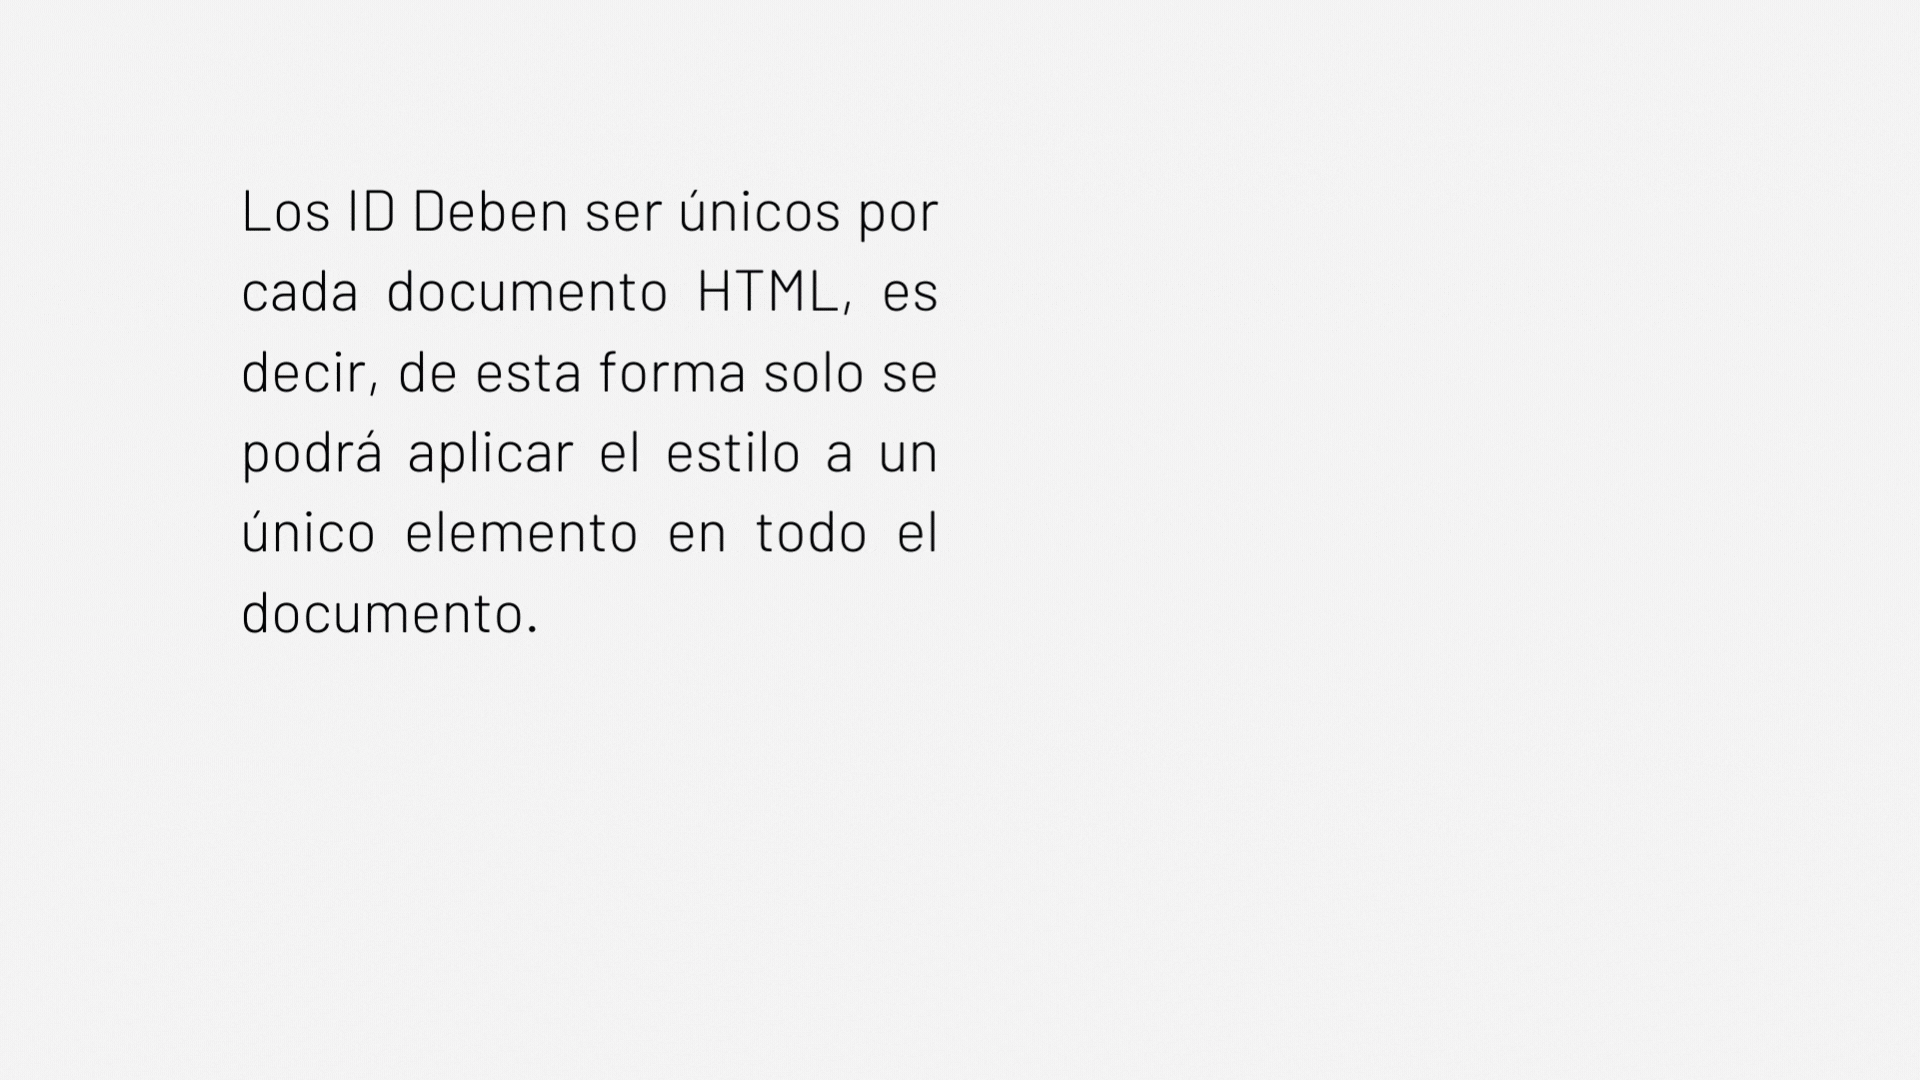 Los ID Deben ser únicos por
cada documento HTML, es
decir, de esta forma solo se
podrá aplicar el estilo a un
único elemento en todo el
documento.